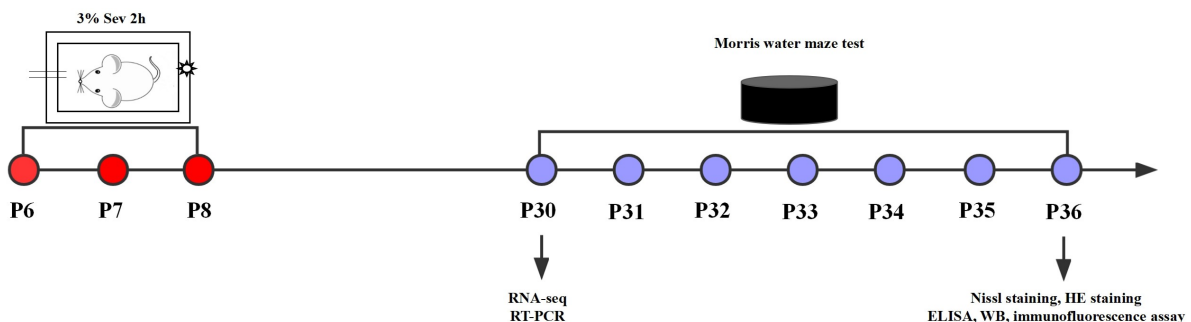 3% Sev 2h
Morris water maze test
P6
P7
P8
P30
P31
P32
P33
P34
P35
P36
RNA-seq
RT-PCR
Nissl staining, HE staining
ELISA, WB, immunofluorescence assay